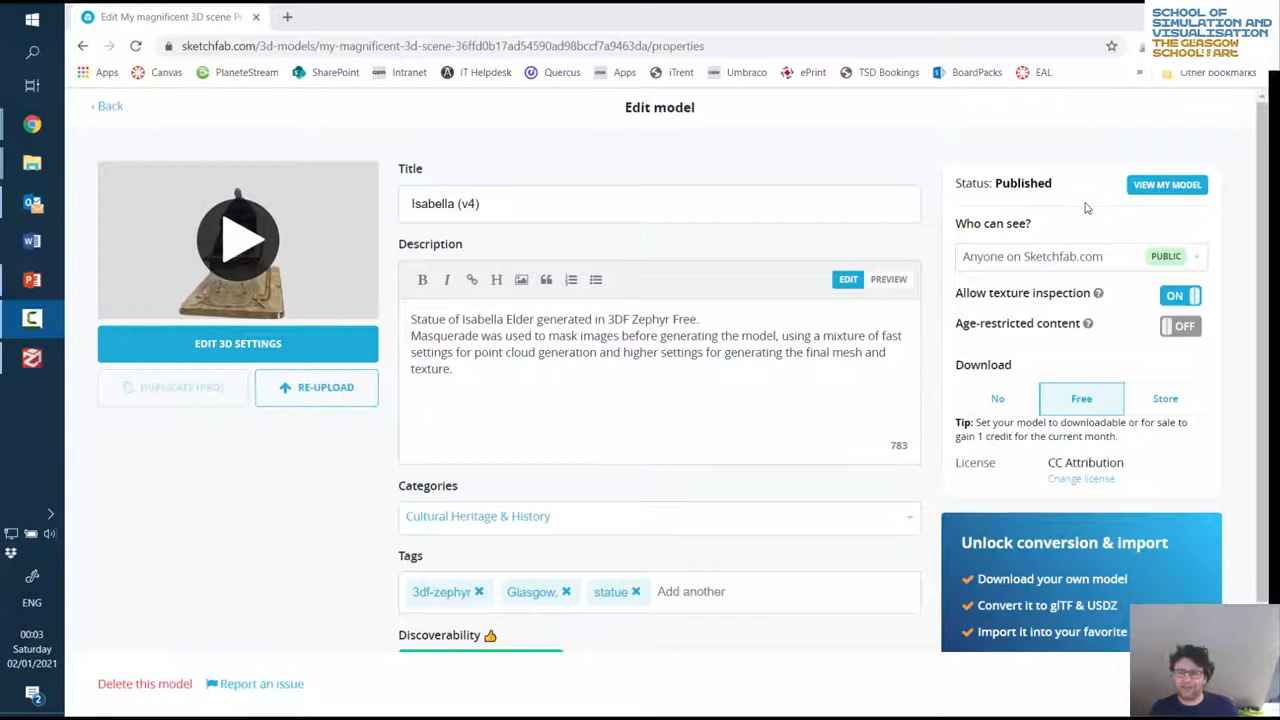 Edit My magnificent 3D scene Pr
SCHOOL OF
SIMULATION AND
VISUALISATION
THE GLASGOW
SCHOOL OF ART
sketchfab.com/3d-models/my-magnificent-3d-scene-36ffd0b17d5f4590ad98bccf7a9463da/properties
Apps Canvas PlaneteStream SharePoint Intranet IT Helpdesk Quercus Apps iTrent Umbraco ePrint TSD Bookings BoardPacks EAL » Other bookmarks
‹ Back
Edit model
Title
Isabella (v4)
Description
B I H EDIT PREVIEW
Statue of Isabella Elder generated in 3DF Zephyr Free.
Masquerade was used to mask images before generating the model, using a mixture of fast
settings for point cloud generation and higher settings for generating the final mesh and
texture.
783
EDIT 3D SETTINGS
DUPLICATE (PRO) RE-UPLOAD
Categories
Cultural Heritage & History
Tags
3df-zephyr Glasgow, statue Add another
Discoverability
Status: Published VIEW MY MODEL
Who can see?
Anyone on Sketchfab.com PUBLIC
Allow texture inspection ? ON
Age-restricted content ? OFF
Download
No Free Store
Tip: Set your model to downloadable or for sale to
gain 1 credit for the current month.
License CC Attribution
Change license
Unlock conversion & import
Download your own model
Convert it to glTF & USDZ
Import it into your favorite
Delete this model Report an issue
ENG
00:03
Saturday
02/01/2021
2